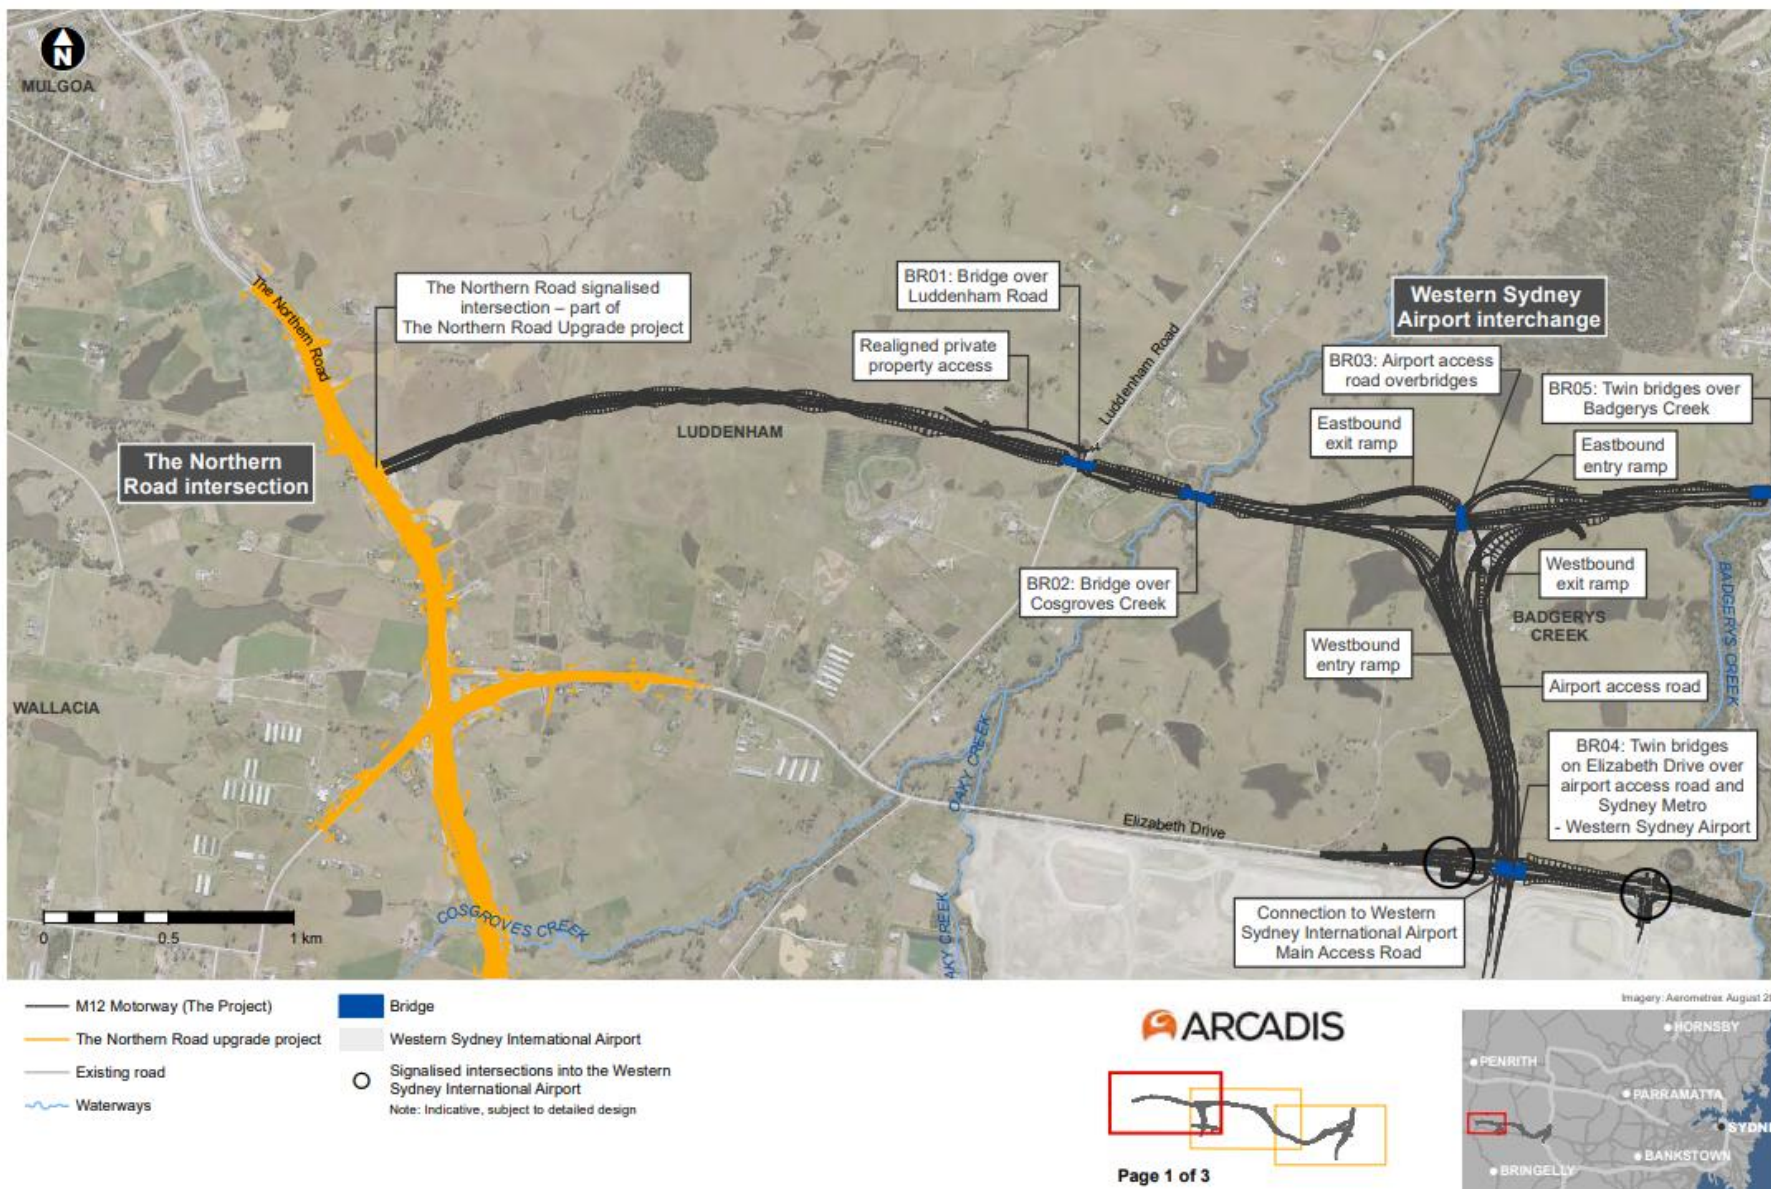 N
MULGOA
The Northern Road
The Northern Road signalised
intersection – part of
The Northern Road Upgrade project
BR01: Bridge over
Luddenham Road
Realigned private
property access
Luddenham Road
Western Sydney
Airport interchange
BR03: Airport access
road overbridges
BR05: Twin bridges over
Badgerys Creek
Eastbound
exit ramp
Eastbound
entry ramp
LUDDENHAM
The Northern
Road intersection
BR02: Bridge over
Cosgroves Creek
Westbound
exit ramp
BADGERYS
CREEK
BADGERYS CREEK
Westbound
entry ramp
Airport access road
WALLACIA
OAKY CREEK
BR04: Twin bridges
on Elizabeth Drive over
airport access road and
Sydney Metro
- Western Sydney Airport
Elizabeth Drive
COSGROVES CREEK
AKY CREEK
Connection to Western
Sydney International Airport
Main Access Road
0 0.5 1 km
Imagery: Aerometrex August 20
M12 Motorway (The Project)
The Northern Road upgrade project
Existing road
Waterways
Bridge
Western Sydney International Airport
Signalised intersections into the Western
Sydney International Airport
Note: Indicative, subject to detailed design
ARCADIS
Page 1 of 3
HORNSBY
PENRITH
PARRAMATTA
SYDNE
BANKSTOWN
BRINGELLY